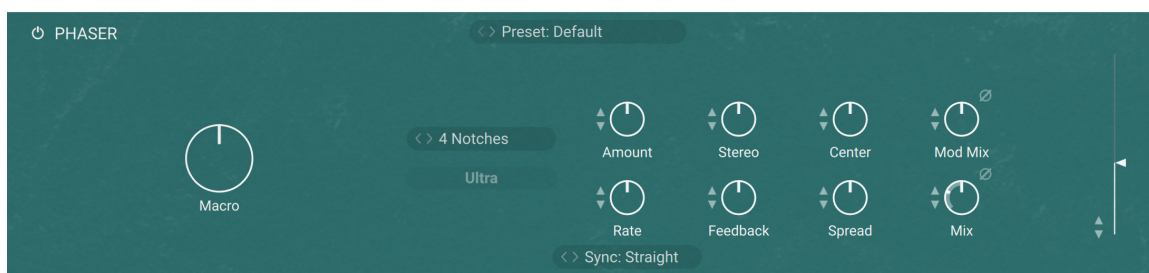 PHASER
Preset: Default
4 Notches
Ultra
Macro
Amount
Stereo
Center
Mod Mix
Rate
Feedback
Spread
Mix
Sync: Straight